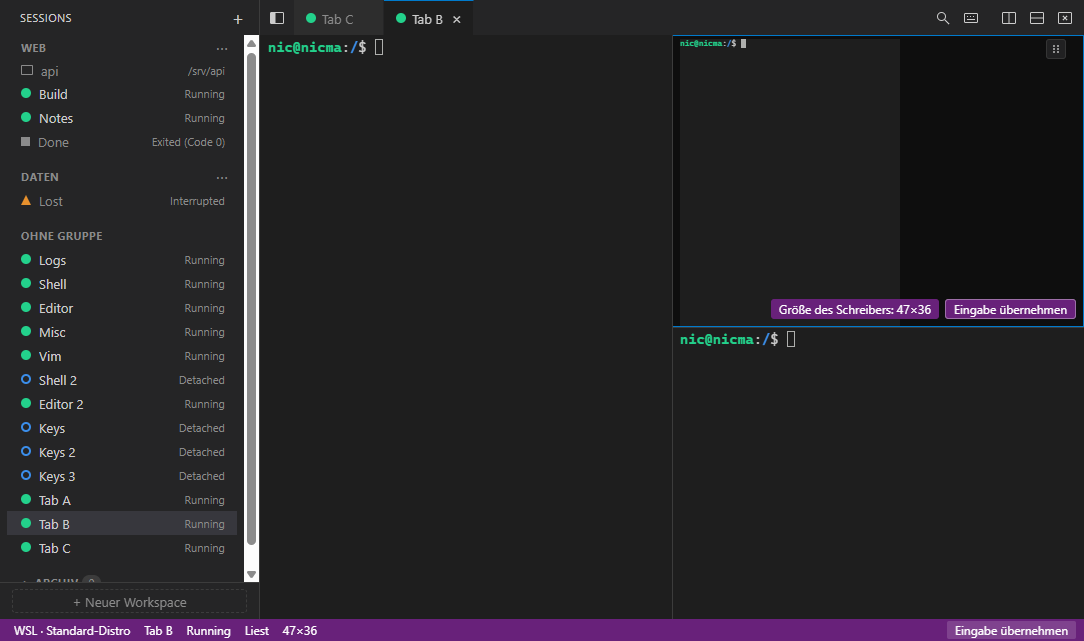 SESSIONS +
WEB ...
api /srv/api
Build Running
Notes Running
Done Exited (Code 0)
DATEN ...
Lost Interrupted
OHNE GRUPPE
Logs Running
Shell Running
Editor Running
Misc Running
Vim Running
Shell 2 Detached
Editor 2 Running
Keys Detached
Keys 2 Detached
Keys 3 Detached
Tab A Running
Tab B Running
Tab C Running
ARCHIV
+ Neuer Workspace
Tab C
Tab B ×
nic@nicma:/$
nic@nicma:/$
Größe des Schreibers: 47×36 Eingabe übernehmen
nic@nicma:/$
WSL · Standard-Distro Tab B Running Liest 47×36 Eingabe übernehmen